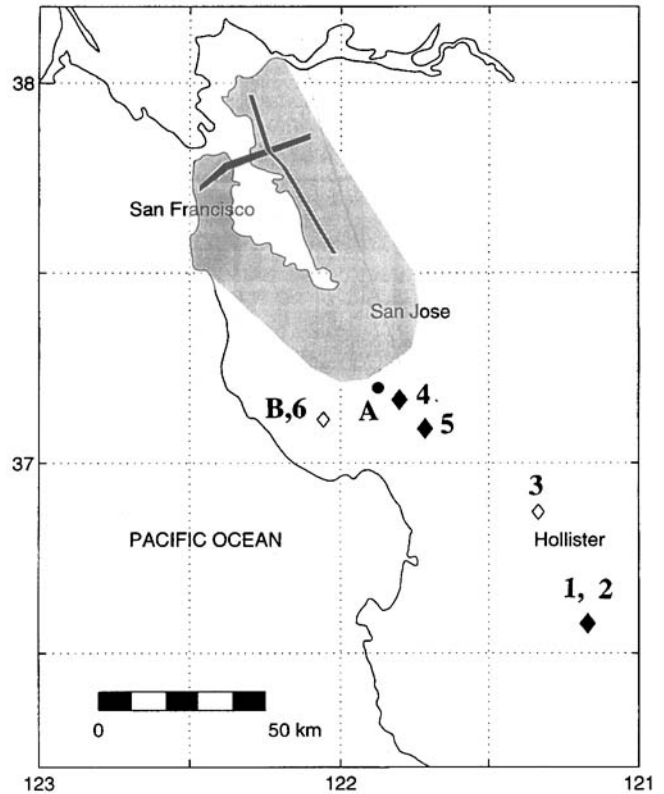 38
San Francisco
San Jose
B,6
A
4
5
37
3
PACIFIC OCEAN
Hollister
1, 2
0
50 km
123
122
121